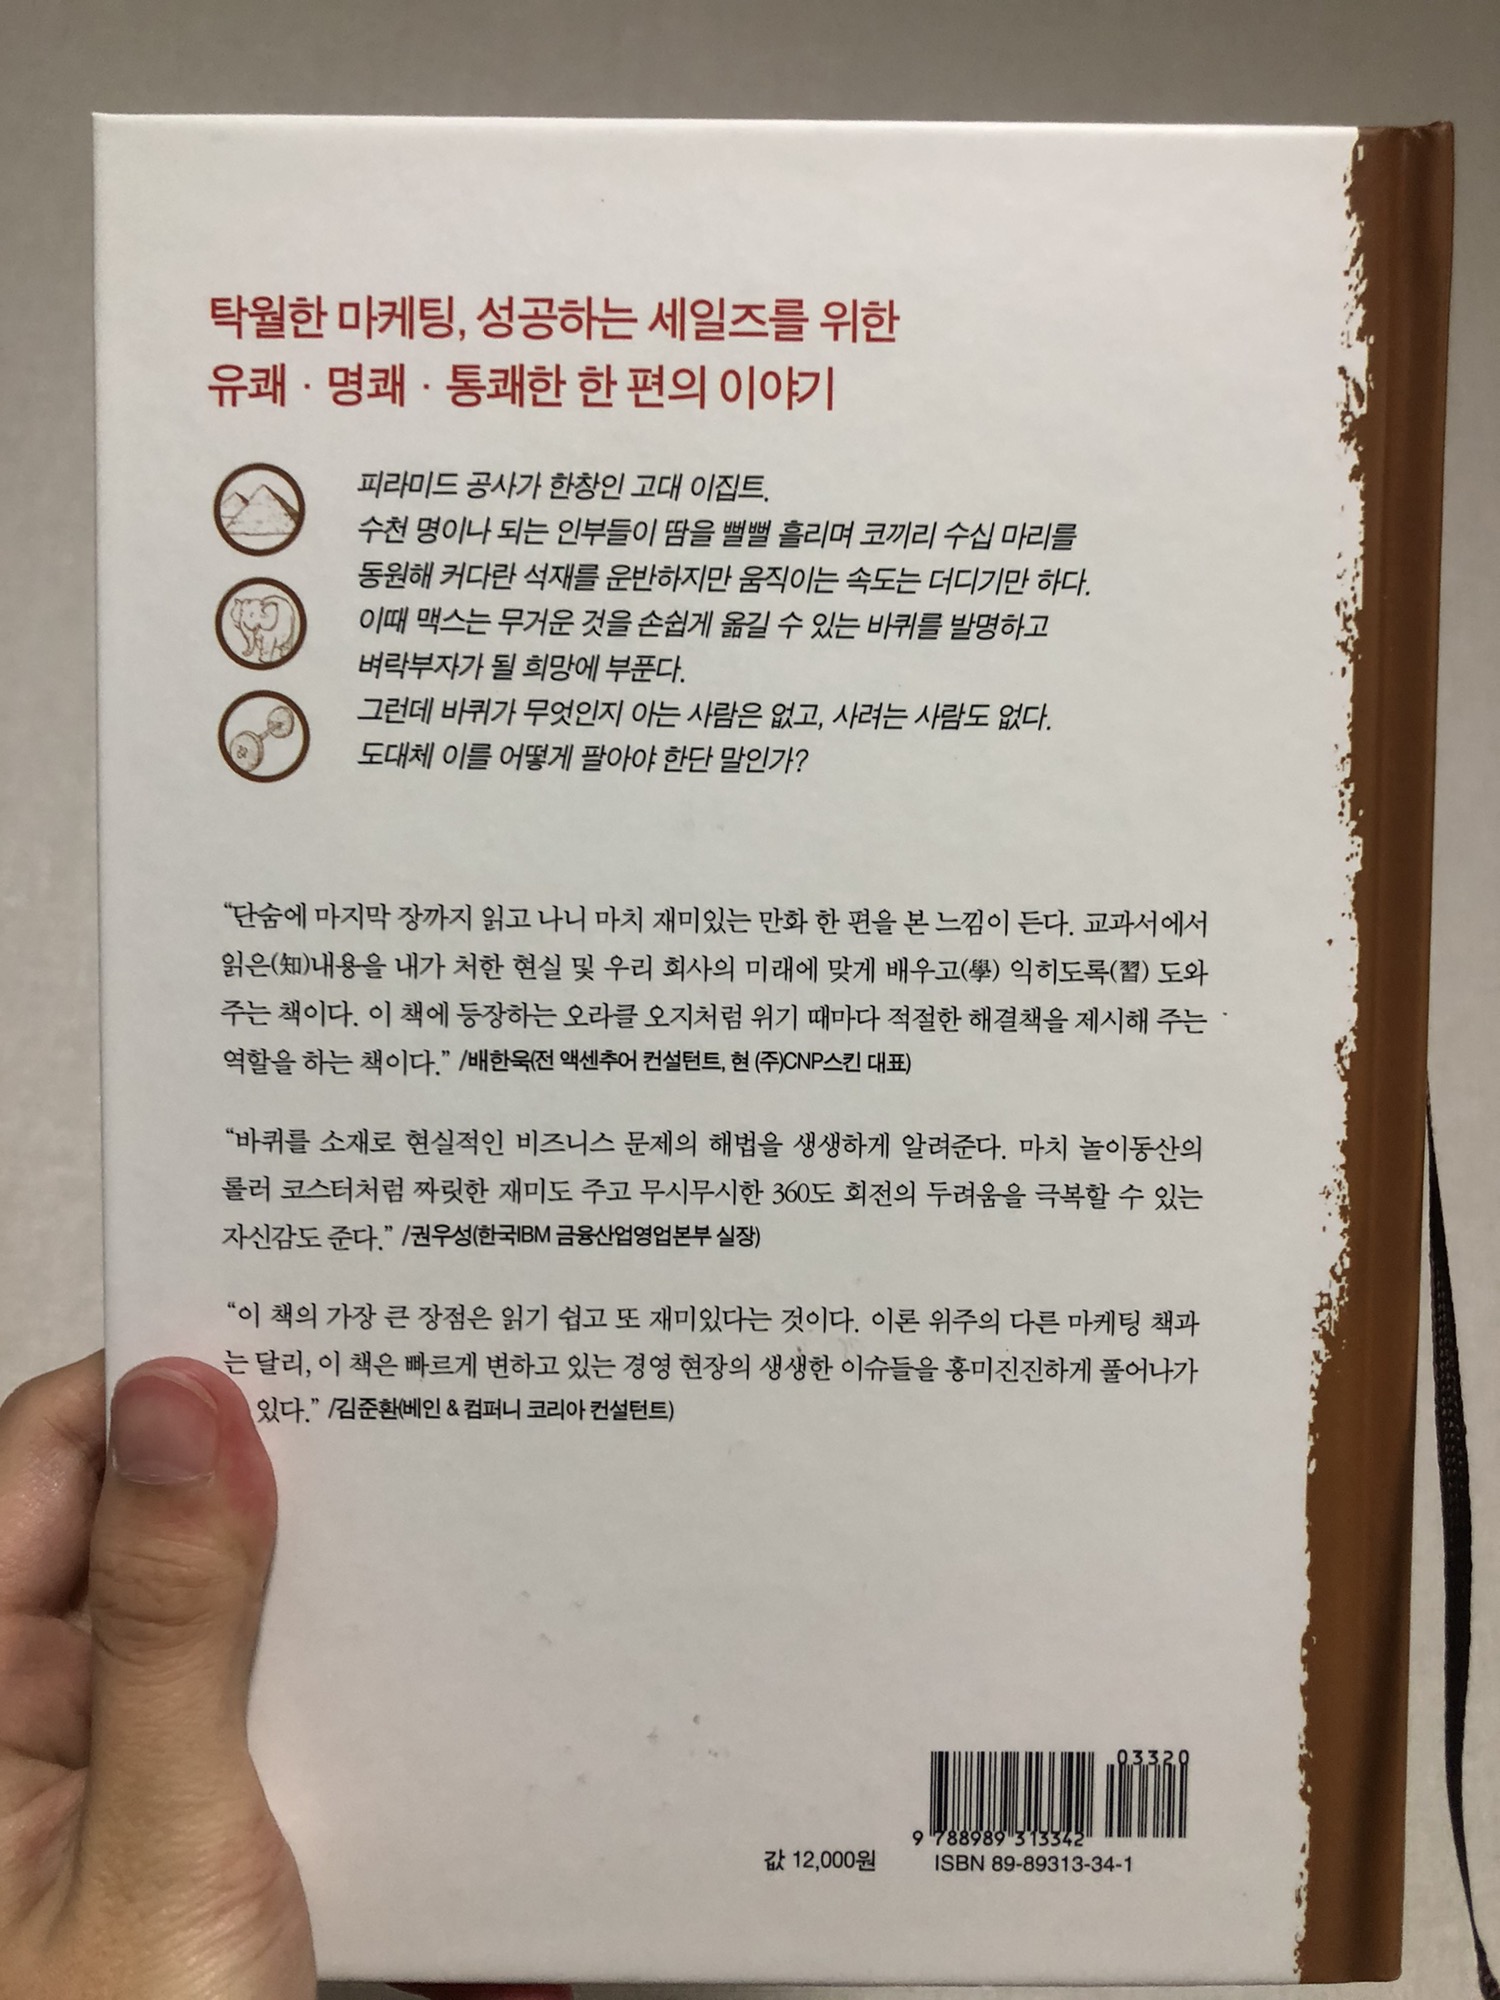 탁월한 마케팅, 성공하는 세일즈를 위한
유쾌 · 명쾌 · 통쾌한 한 편의 이야기
피라미드 공사가 한창인 고대 이집트.
수천 명이나 되는 인부들이 땀을 뻘뻘 흘리며 코끼리 수십 마리를
동원해 커다란 석재를 운반하지만 움직이는 속도는 더디기만 하다.
이때 맥스는 무거운 것을 손쉽게 옮길 수 있는 바퀴를 발명하고
벼락부자가 될 희망에 부푼다.
그런데 바퀴가 무엇인지 아는 사람은 없고, 사려는 사람도 없다.
도대체 이를 어떻게 팔아야 한단 말인가?
“단숨에 마지막 장까지 읽고 나니 마치 재미있는 만화 한 편을 본 느낌이 든다. 교과서에서
읽은(知)내용을 내가 처한 현실 및 우리 회사의 미래에 맞게 배우고(學) 익히도록(習) 도와
주는 책이다. 이 책에 등장하는 오라클 오지처럼 위기 때마다 적절한 해결책을 제시해 주는
역할을 하는 책이다.” /배한욱(전 액센추어 컨설턴트, 현 (주)CNP스킨 대표)
“바퀴를 소재로 현실적인 비즈니스 문제의 해법을 생생하게 알려준다. 마치 놀이동산의
롤러 코스터처럼 짜릿한 재미도 주고 무시무시한 360도 회전의 두려움을 극복할 수 있는
자신감도 준다.” /권우성(한국IBM 금융산업영업본부 실장)
“이 책의 가장 큰 장점은 읽기 쉽고 또 재미있다는 것이다. 이론 위주의 다른 마케팅 책과
는 달리, 이 책은 빠르게 변하고 있는 경영 현장의 생생한 이슈들을 흥미진진하게 풀어나가
있다.” /김준환(베인 & 컴퍼니 코리아 컨설턴트)
03320
9 788989 313342
값 12,000원 ISBN 89-89313-34-1